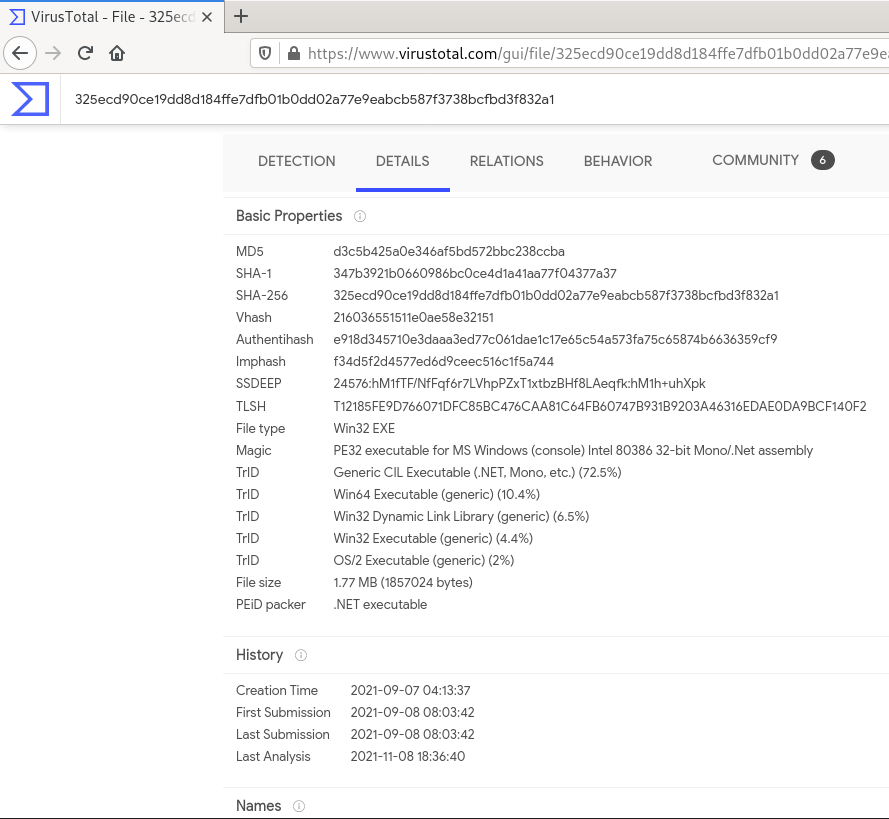 VirusTotal - File - 325ecd
https://www.virustotal.com/gui/file/325ecd90ce19dd8d184ffe7dfb01b0dd02a77e9ea
325ecd90ce19dd8d184ffe7dfb01b0dd02a77e9eabcb587f3738bcfbd3f832a1
DETECTION DETAILS RELATIONS BEHAVIOR COMMUNITY 6
Basic Properties
MD5 d3c5b425a0e346af5bd572bbc238ccba
SHA-1 347b3921b0660986bc0ce4d1a41aa77f04377a37
SHA-256 325ecd90ce19dd8d184ffe7dfb01b0dd02a77e9eabcb587f3738bcfbd3f832a1
Vhash 216036551511e0ae58e32151
Authentihash e918d345710e3daaa3ed77c061dae1c17e65c54a573fa75c65874b6636359cf9
Imphash f34d5f2d4577ed6d9ceec516c1f5a744
SSDEEP 24576:hM1fTF/NfFqf6r7LVhpPZxT1xtbzBHf8LAeqfk:hM1h+uhXpk
TLSH T12185FE9D766071DFC85BC476CAA81C64FB60747B931B9203A46316EDAE0DA9BCF140F2
File type Win32 EXE
Magic PE32 executable for MS Windows (console) Intel 80386 32-bit Mono/.Net assembly
TrID Generic CIL Executable (.NET, Mono, etc.) (72.5%)
TrID Win64 Executable (generic) (10.4%)
TrID Win32 Dynamic Link Library (generic) (6.5%)
TrID Win32 Executable (generic) (4.4%)
TrID OS/2 Executable (generic) (2%)
File size 1.77 MB (1857024 bytes)
PEiD packer .NET executable
History
Creation Time 2021-09-07 04:13:37
First Submission 2021-09-08 08:03:42
Last Submission 2021-09-08 08:03:42
Last Analysis 2021-11-08 18:36:40
Names